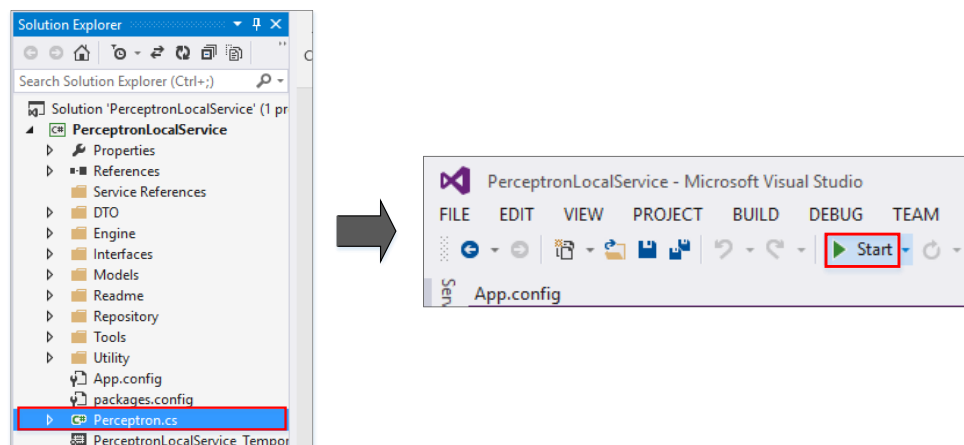 Solution Explorer
Search Solution Explorer (Ctrl+;)
Solution 'PerceptronLocalService' (1 pr
C# PerceptronLocalService
Properties
References
Service References
DTO
Engine
Interfaces
Models
Readme
Repository
Tools
Utility
App.config
packages.config
C# Perceptron.cs
PerceptronLocalService_Tempor
PerceptronLocalService - Microsoft Visual Studio
FILE EDIT VIEW PROJECT BUILD DEBUG TEAM
Start
Serv
App.config